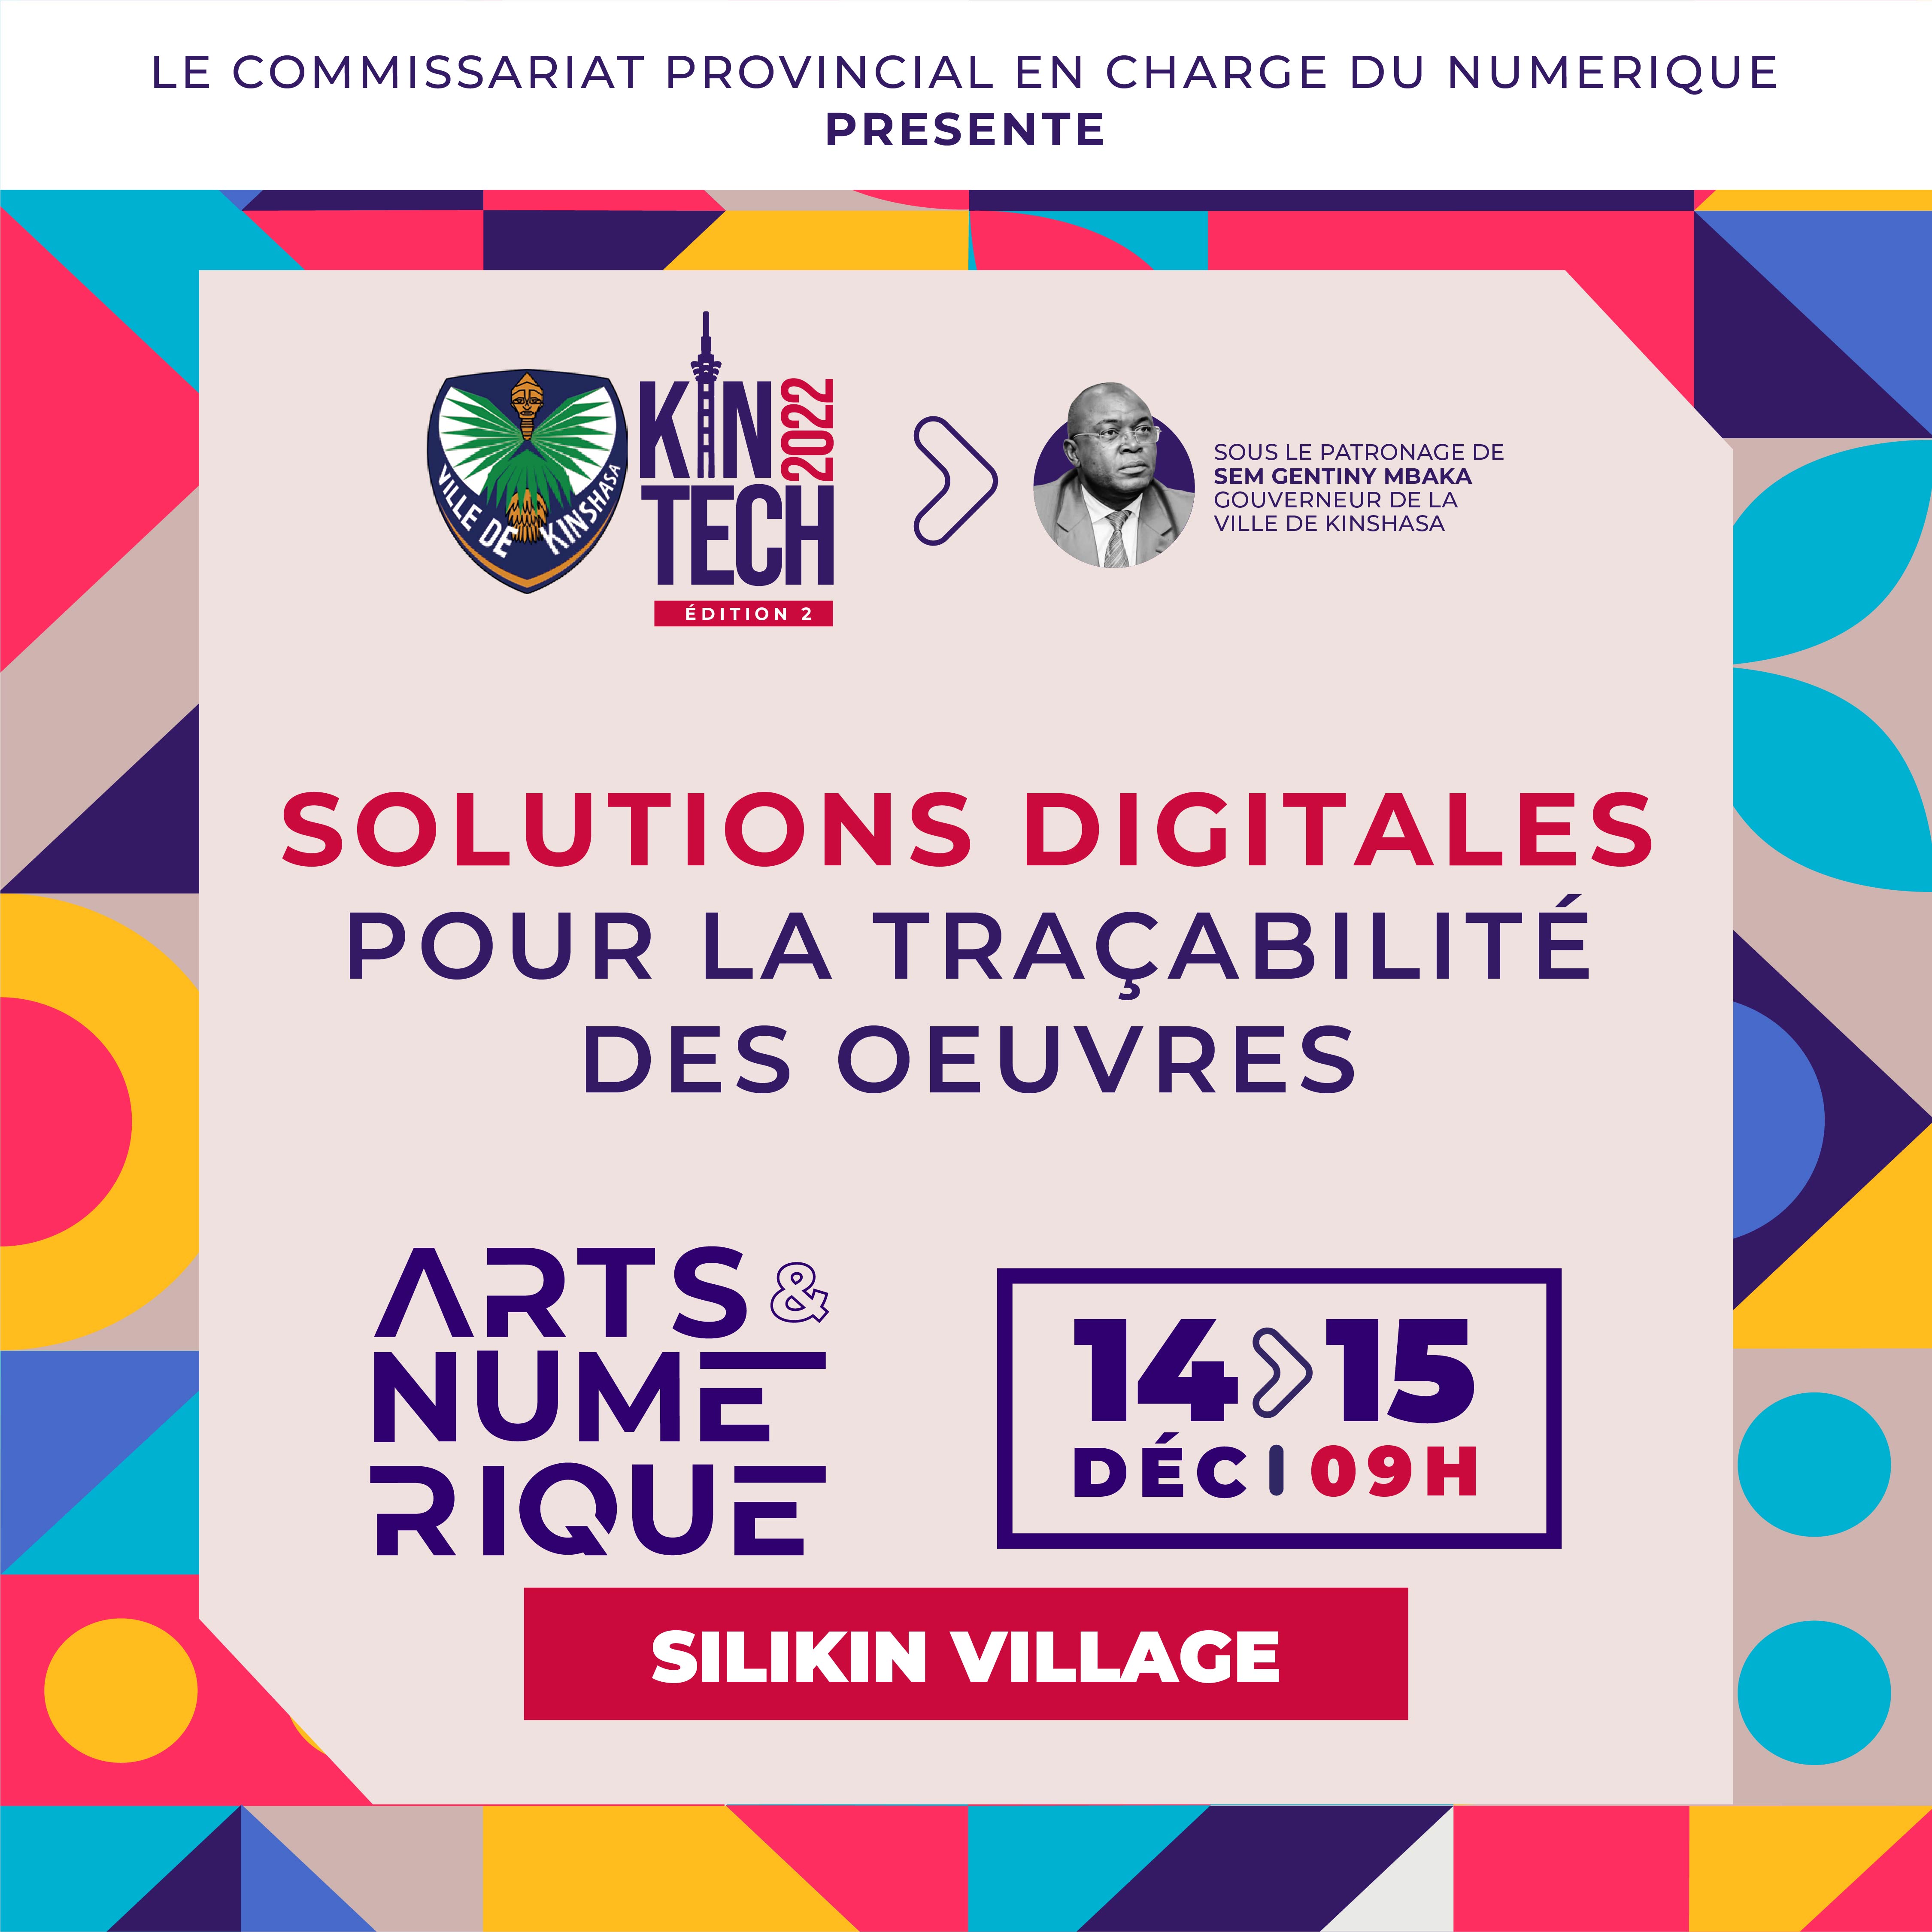 LE COMMISSARIAT PROVINCIAL EN CHARGE DU NUMERIQUE
PRESENTE
VILLE DE KINSHASA
KIN
2022
TECH
ÉDITION 2
SOUS LE PATRONAGE DE
SEM GENTINY MBAKA
GOUVERNEUR DE LA
VILLE DE KINSHASA
SOLUTIONS DIGITALES
POUR LA TRAÇABILITÉ
DES OEUVRES
ARTS &
NUME
RIQUE
14 > 15
DÉC | 09H
SILIKIN VILLAGE